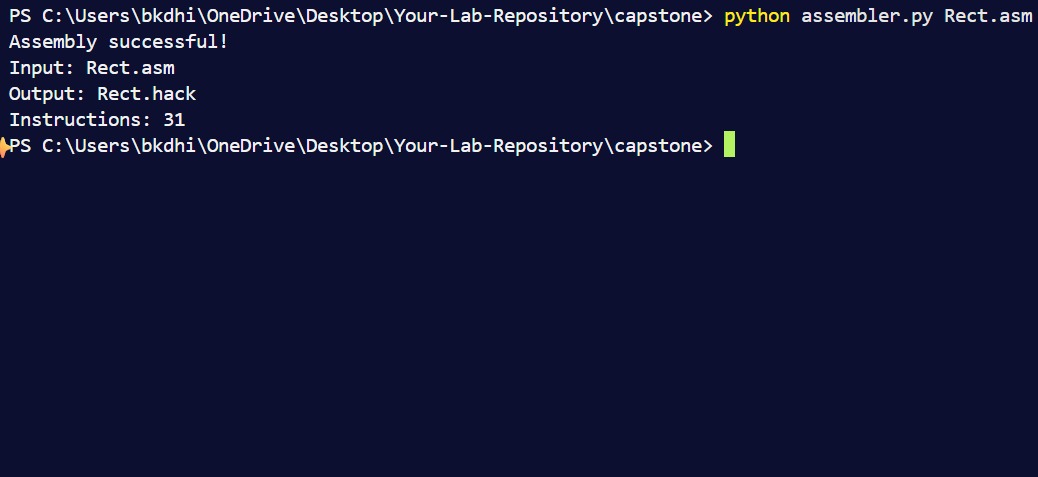 PS C:\Users\bkdhi\OneDrive\Desktop\Your-Lab-Repository\capstone> python assembler.py Rect.asm
Assembly successful!
Input: Rect.asm
Output: Rect.hack
Instructions: 31
PS C:\Users\bkdhi\OneDrive\Desktop\Your-Lab-Repository\capstone>